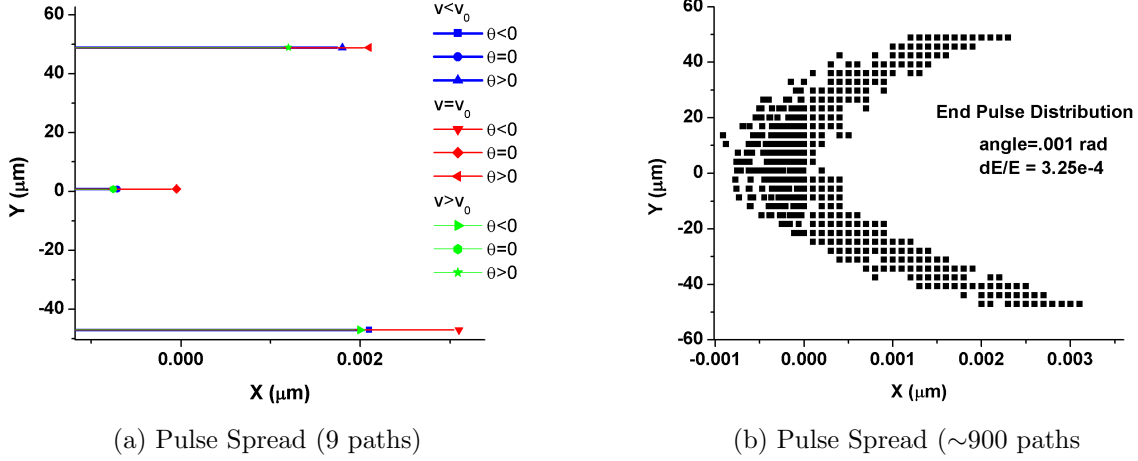 60
40
20
0
-20
-40
Y (μm)
0.000
0.002
X (μm)
v<v0
θ<0
θ=0
θ>0
v=v0
θ<0
θ=0
θ>0
v>v0
θ<0
θ=0
θ>0
(a) Pulse Spread (9 paths)
60
40
20
0
-20
-40
-60
Y (μm)
-0.001
0.000
0.001
0.002
0.003
X (μm)
End Pulse Distribution
angle=.001 rad
dE/E = 3.25e-4
(b) Pulse Spread (~900 paths